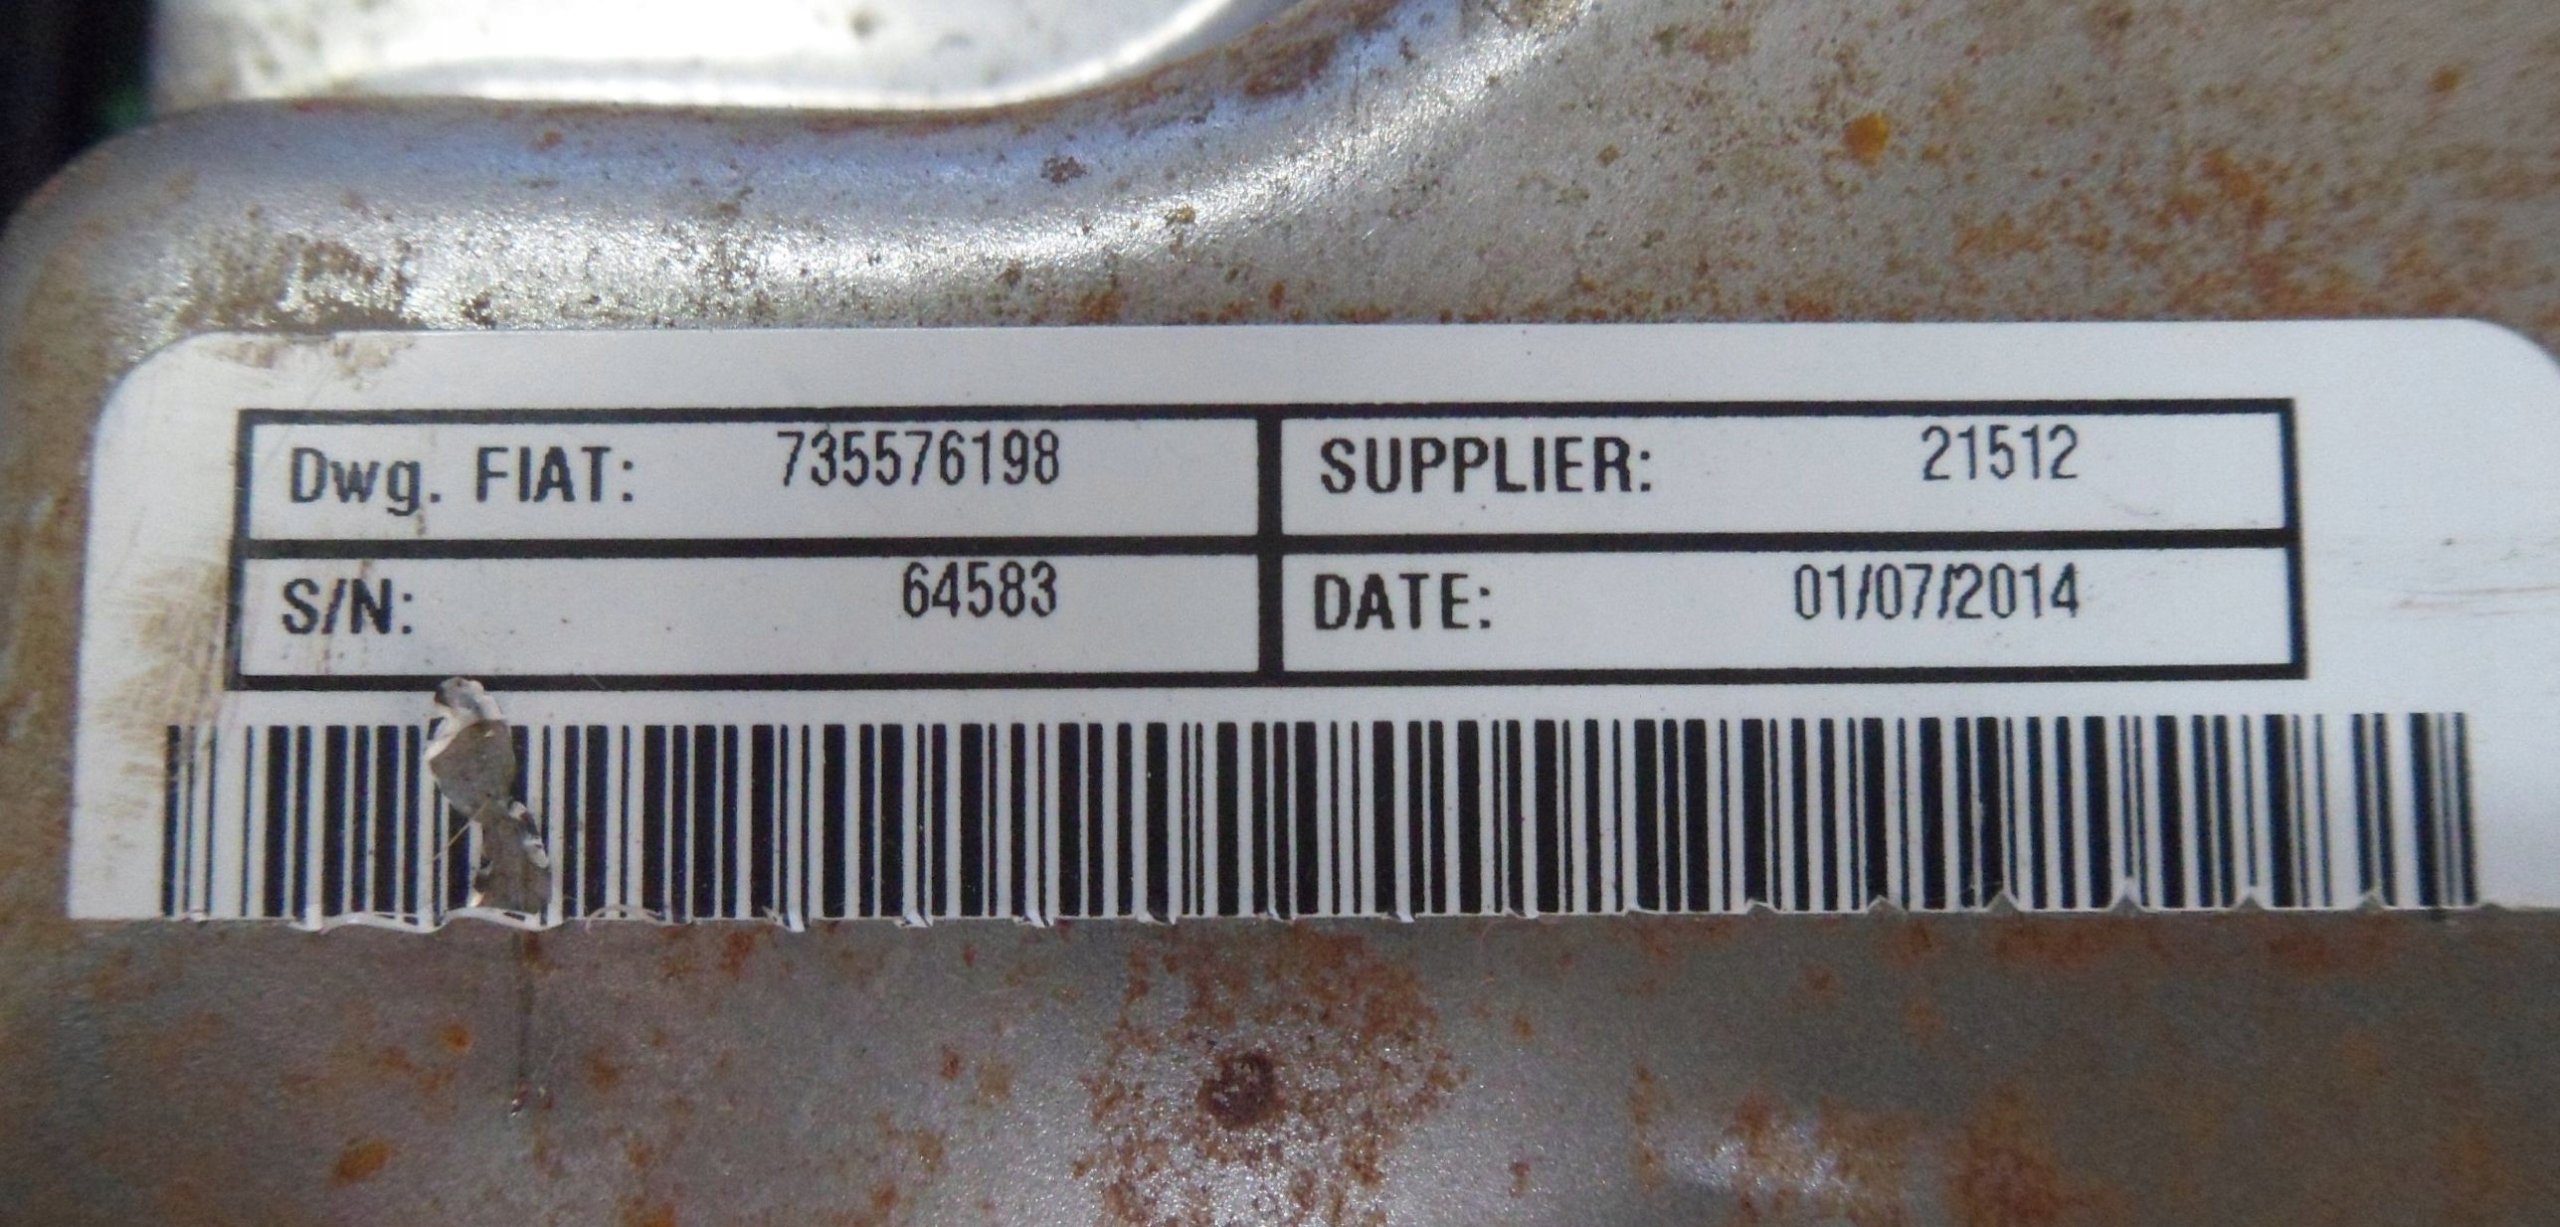 Dwg. FIAT: 735576198 SUPPLIER: 21512
S/N: 64583 DATE: 01/07/2014